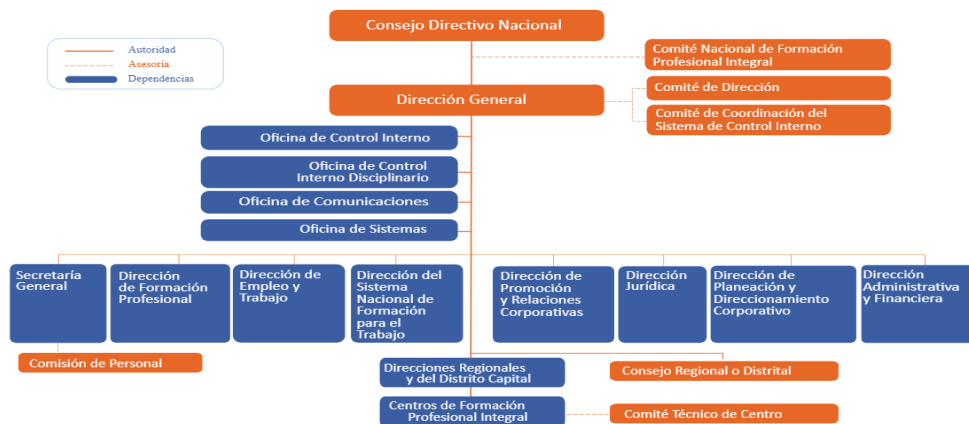 Consejo Directivo Nacional
Autoridad
Asesoría
Dependencias
Comité Nacional de Formación
Profesional Integral
Dirección General
Comité de Dirección
Comité de Coordinación del
Sistema de Control Interno
Oficina de Control Interno
Oficina de Control
Interno Disciplinario
Oficina de Comunicaciones
Oficina de Sistemas
Secretaría
General
Dirección
de Formación
Profesional
Dirección de
Empleo y
Trabajo
Dirección del
Sistema
Nacional de
Formación
para el
Trabajo
Dirección de
Promoción
y Relaciones
Corporativas
Dirección
Jurídica
Dirección de
Planeación y
Direccionamiento
Corporativo
Dirección
Administrativa
y Financiera
Comisión de Personal
Direcciones Regionales
y del Distrito Capital
Consejo Regional o Distrital
Centros de Formación
Profesional Integral
Comité Técnico de Centro